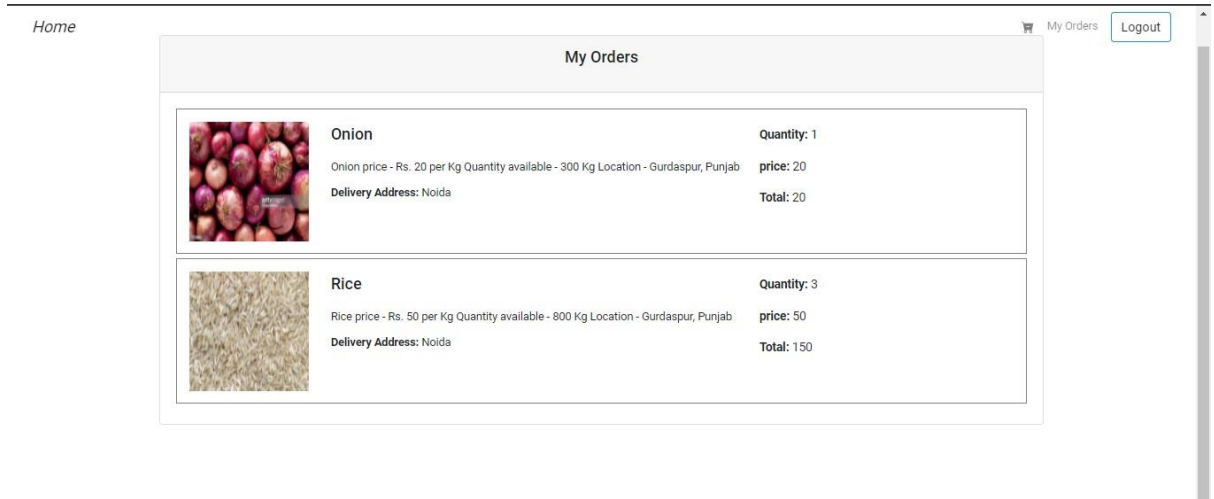 Home
My Orders
Logout
My Orders
Onion
Onion price - Rs. 20 per Kg Quantity available - 300 Kg Location - Gurdaspur, Punjab
Delivery Address: Noida
Quantity: 1
price: 20
Total: 20
Rice
Rice price - Rs. 50 per Kg Quantity available - 800 Kg Location - Gurdaspur, Punjab
Delivery Address: Noida
Quantity: 3
price: 50
Total: 150